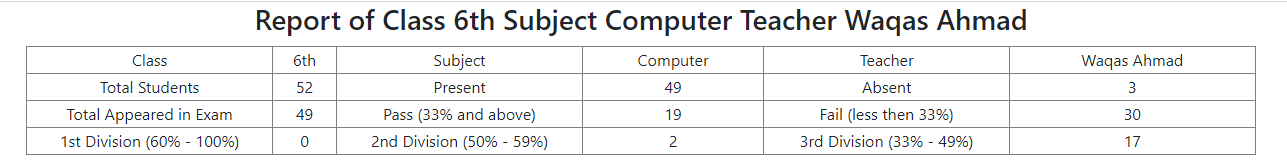 Report of Class 6th Subject Computer Teacher Waqas Ahmad
Class 6th Subject Computer Teacher Waqas Ahmad
Total Students 52 Present 49 Absent 3
Total Appeared in Exam 49 Pass (33% and above) 19 Fail (less then 33%) 30
1st Division (60% - 100%) 0 2nd Division (50% - 59%) 2 3rd Division (33% - 49%) 17